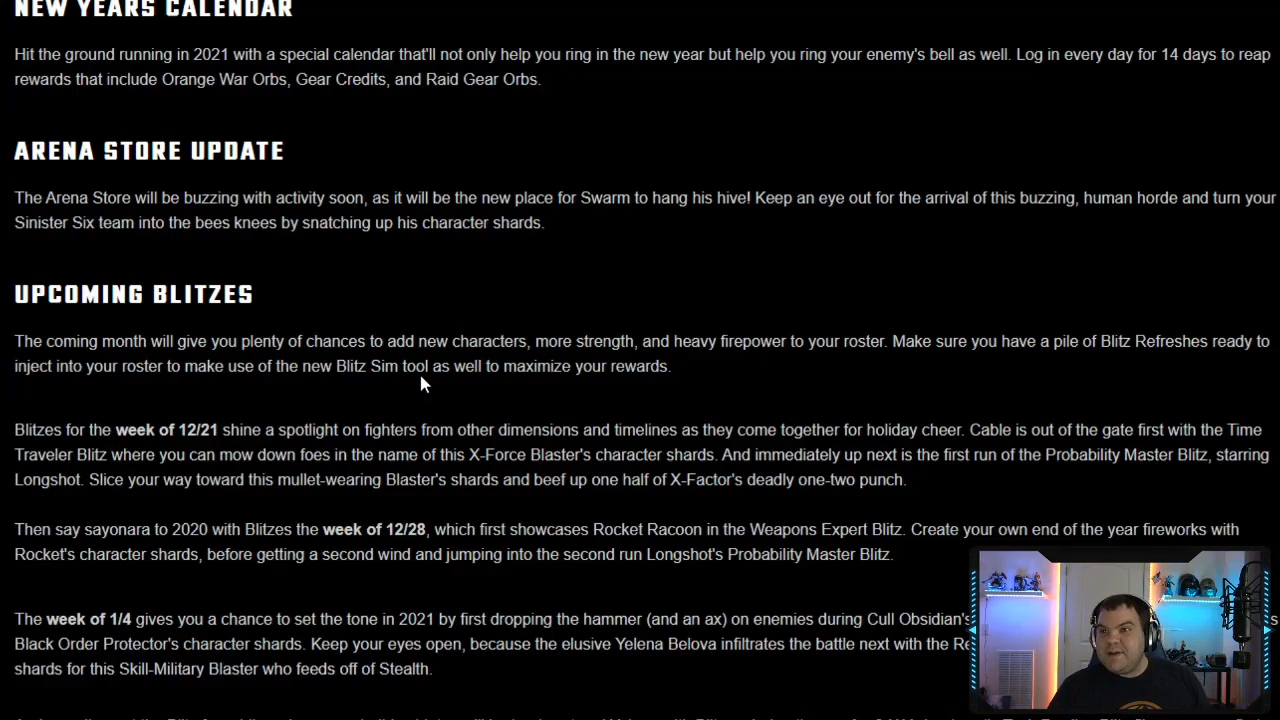 NEW YEARS CALENDAR
Hit the ground running in 2021 with a special calendar that'll not only help you ring in the new year but help you ring your enemy's bell as well. Log in every day for 14 days to reap
rewards that include Orange War Orbs, Gear Credits, and Raid Gear Orbs.
ARENA STORE UPDATE
The Arena Store will be buzzing with activity soon, as it will be the new place for Swarm to hang his hive! Keep an eye out for the arrival of this buzzing, human horde and turn your
Sinister Six team into the bees knees by snatching up his character shards.
UPCOMING BLITZES
The coming month will give you plenty of chances to add new characters, more strength, and heavy firepower to your roster. Make sure you have a pile of Blitz Refreshes ready to
inject into your roster to make use of the new Blitz Sim tool as well to maximize your rewards.
Blitzes for the week of 12/21 shine a spotlight on fighters from other dimensions and timelines as they come together for holiday cheer. Cable is out of the gate first with the Time
Traveler Blitz where you can mow down foes in the name of this X-Force Blaster's character shards. And immediately up next is the first run of the Probability Master Blitz, starring
Longshot. Slice your way toward this mullet-wearing Blaster's shards and beef up one half of X-Factor's deadly one-two punch.
Then say sayonara to 2020 with Blitzes the week of 12/28, which first showcases Rocket Racoon in the Weapons Expert Blitz. Create your own end of the year fireworks with
Rocket's character shards, before getting a second wind and jumping into the second run Longshot's Probability Master Blitz.
The week of 1/4 gives you a chance to set the tone in 2021 by first dropping the hammer (and an ax) on enemies during Cull Obsidian's
Black Order Protector's character shards. Keep your eyes open, because the elusive Yelena Belova infiltrates the battle next with the
shards for this Skill-Military Blaster who feeds off of Stealth.